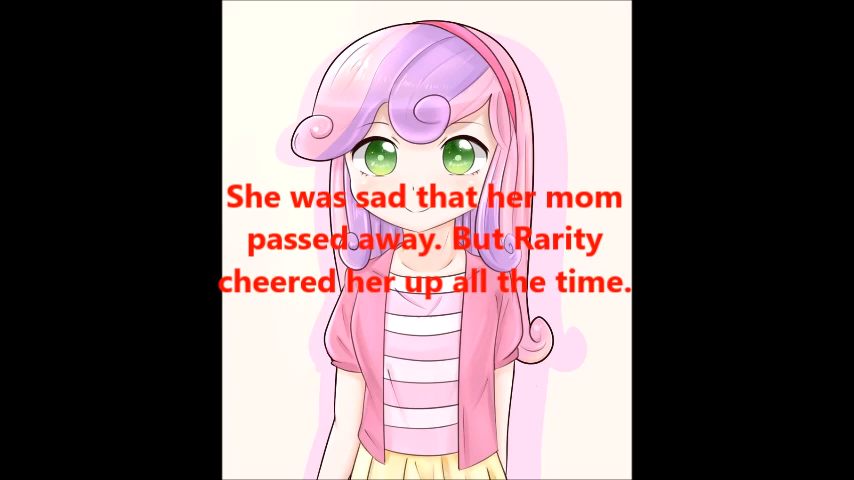 She was sad that her mom
passed away. But Rarity
cheered her up all the time.